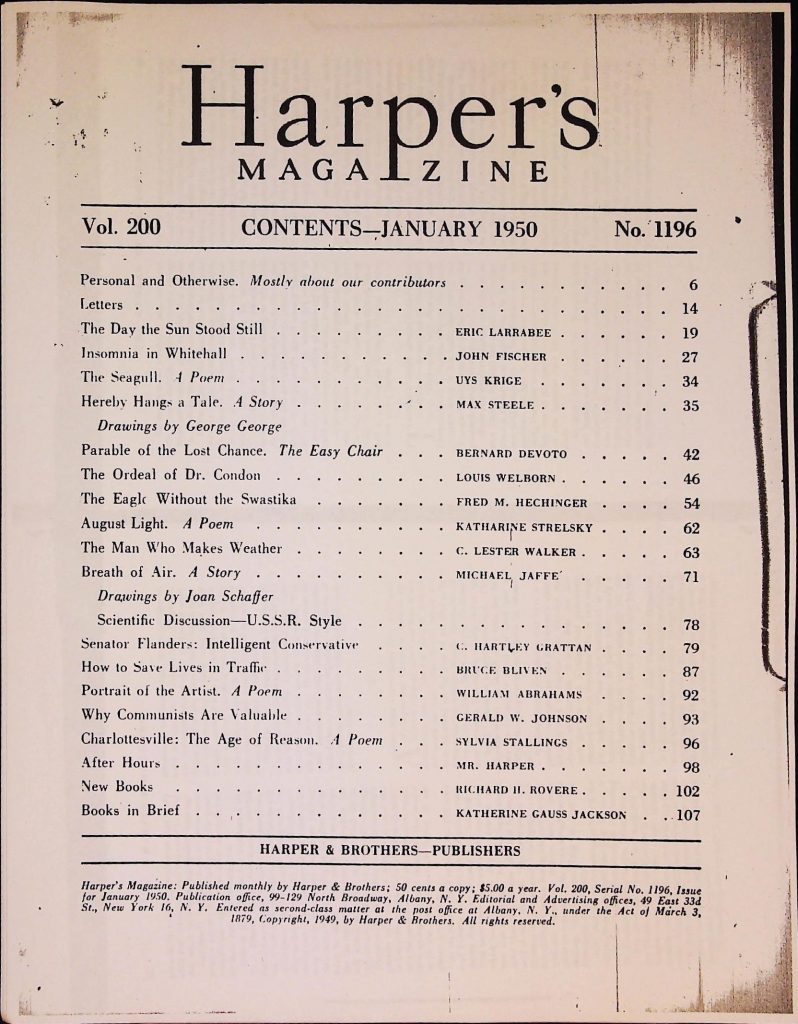 Harper's
MAGAZINE
Vol. 200 CONTENTS—JANUARY 1950 No. 1196
Personal and Otherwise. Mostly about our contributors . . . . . . . . . . . 6
Letters . . . . . . . . . . . . . . . . . . . . . . . . . . . 14
The Day the Sun Stood Still . . . . . . . . . ERIC LARRABEE . . . . . . 19
Insomnia in Whitehall . . . . . . . . . . . JOHN FISCHER . . . . . . 27
The Seagull. A Poem . . . . . . . . . . . UYS KRIGE . . . . . . . 34
Hereby Hangs a Tale. A Story . . . . . . . . MAX STEELE . . . . . . . 35
Drawings by George George
Parable of the Lost Chance. The Easy Chair . . . BERNARD DEVOTO . . . . . 42
The Ordeal of Dr. Condon . . . . . . . . . LOUIS WELBORN . . . . . . 46
The Eagle Without the Swastika . . . . . . . FRED M. HECHINGER . . . . 54
August Light. A Poem . . . . . . . . . . KATHARINE STRELSKY . . . . 62
The Man Who Makes Weather . . . . . . . . C. LESTER WALKER . . . . . 63
Breath of Air. A Story . . . . . . . . . . MICHAEL JAFFE . . . . . 71
Drawings by Joan Schaffer
Scientific Discussion—U.S.S.R. Style . . . . . . . . . . . . . . . . 78
Senator Flanders: Intelligent Conservative . . . . C. HARTLEY GRATTAN . . . . 79
How to Save Lives in Traffic . . . . . . . . . BRUCE BLIVEN . . . . . . 87
Portrait of the Artist. A Poem . . . . . . . . WILLIAM ABRAHAMS . . . . 92
Why Communists Are Valuable . . . . . . . . GERALD W. JOHNSON . . . . 93
Charlottesville: The Age of Reason. A Poem . . . SYLVIA STALLINGS . . . . . 96
After Hours . . . . . . . . . . . . . . MR. HARPER . . . . . . . 98
New Books . . . . . . . . . . . . . . RICHARD H. ROVERE . . . . . 102
Books in Brief . . . . . . . . . . . . . KATHERINE GAUSS JACKSON . . . 107
HARPER & BROTHERS—PUBLISHERS
Harper's Magazine: Published monthly by Harper & Brothers; 50 cents a copy; $5.00 a year. Vol. 200, Serial No. 1196, Issue
for January 1950. Publication office, 99-129 North Broadway, Albany, N. Y. Editorial and Advertising offices, 49 East 33d
St., New York 16, N. Y. Entered as second-class matter at the post office at Albany, N. Y., under the Act of March 3,
1879, Copyright, 1949, by Harper & Brothers. All rights reserved.